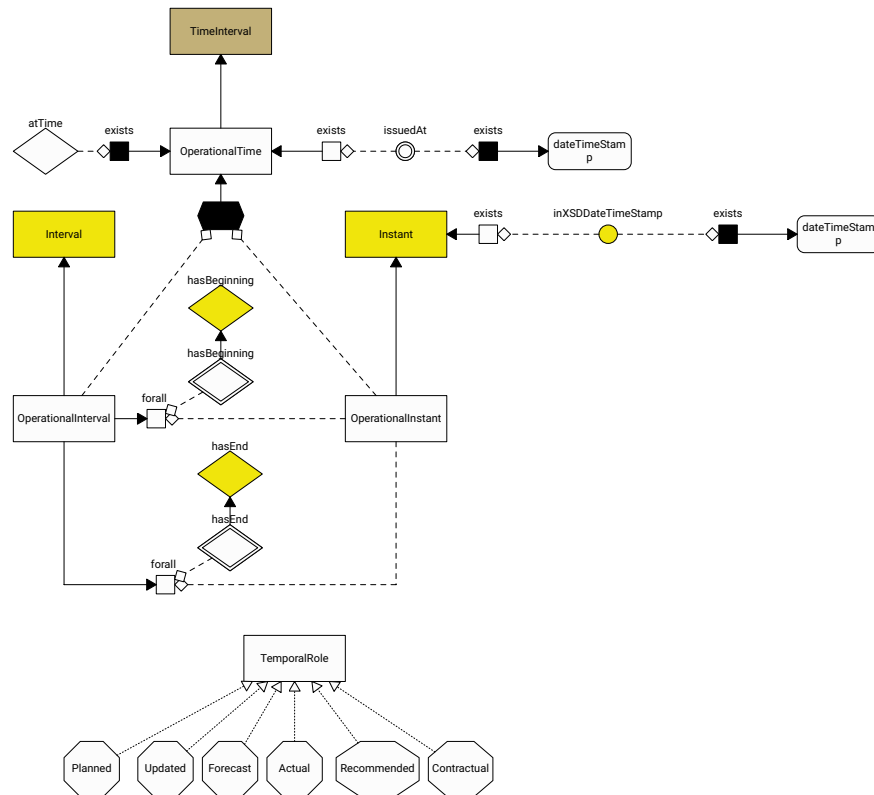 TimeInterval
atTime
exists
OperationalTime
exists
issuedAt
exists
dateTimeStam
p
Interval
Instant
exists
inXSDDateTimeStamp
exists
dateTimeStam
p
hasBeginning
hasBeginning
OperationalInterval
forall
OperationalInstant
hasEnd
hasEnd
forall
TemporalRole
Planned
Updated
Forecast
Actual
Recommended
Contractual